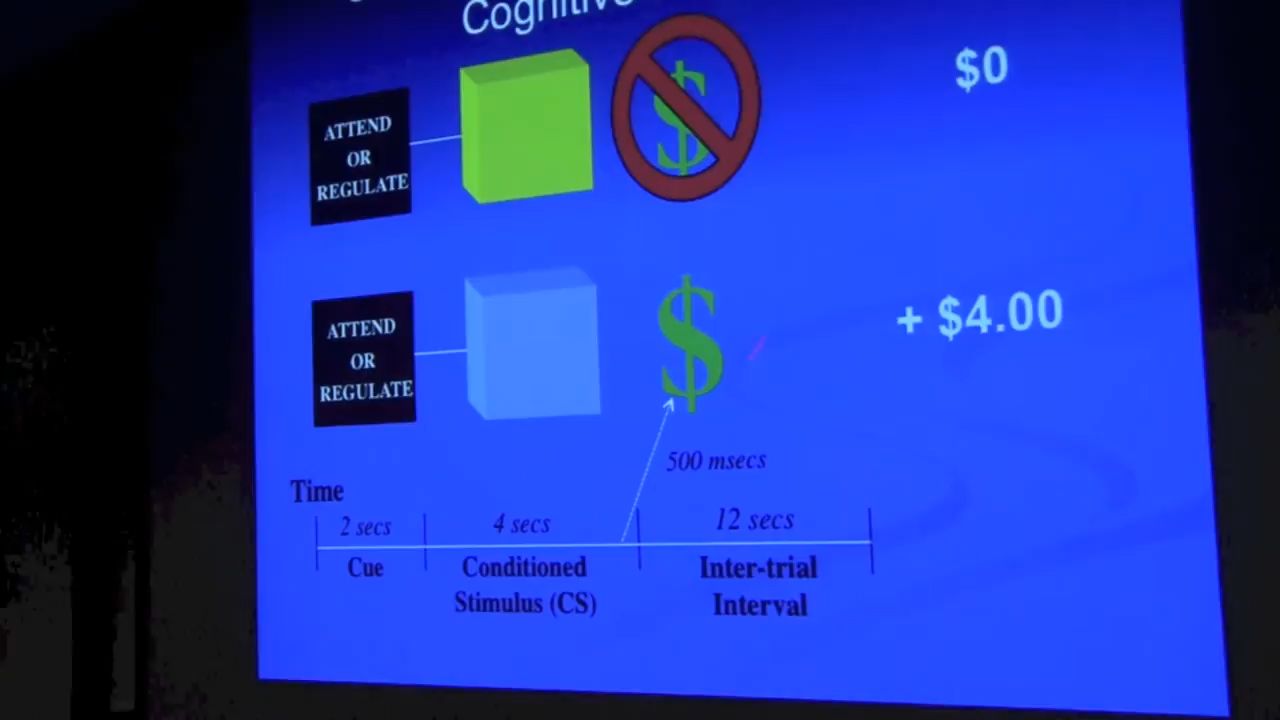 Cognitive
$0
ATTEND
OR
REGULATE
$
+ $4.00
ATTEND
OR
REGULATE
$
500 msecs
Time
2 secs
4 secs
12 secs
Cue
Conditioned
Stimulus (CS)
Inter-trial
Interval